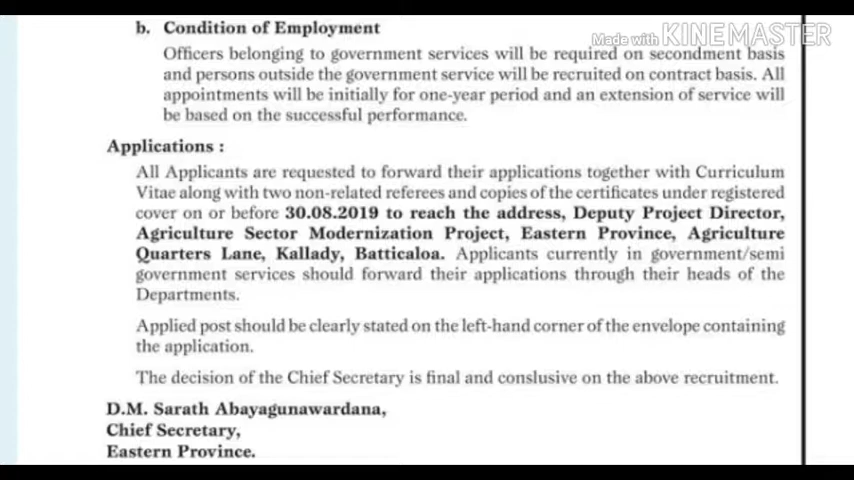 Made with KINEMASTER
b. Condition of Employment
Officers belonging to government services will be required on secondment basis
and persons outside the government service will be recruited on contract basis. All
appointments will be initially for one-year period and an extension of service will
be based on the successful performance.
Applications :
All Applicants are requested to forward their applications together with Curriculum
Vitae along with two non-related referees and copies of the certificates under registered
cover on or before 30.08.2019 to reach the address, Deputy Project Director,
Agriculture Sector Modernization Project, Eastern Province, Agriculture
Quarters Lane, Kallady, Batticaloa. Applicants currently in government/semi
government services should forward their applications through their heads of the
Departments.
Applied post should be clearly stated on the left-hand corner of the envelope containing
the application.
The decision of the Chief Secretary is final and conslusive on the above recruitment.
D.M. Sarath Abayagunawardana,
Chief Secretary,
Eastern Province.